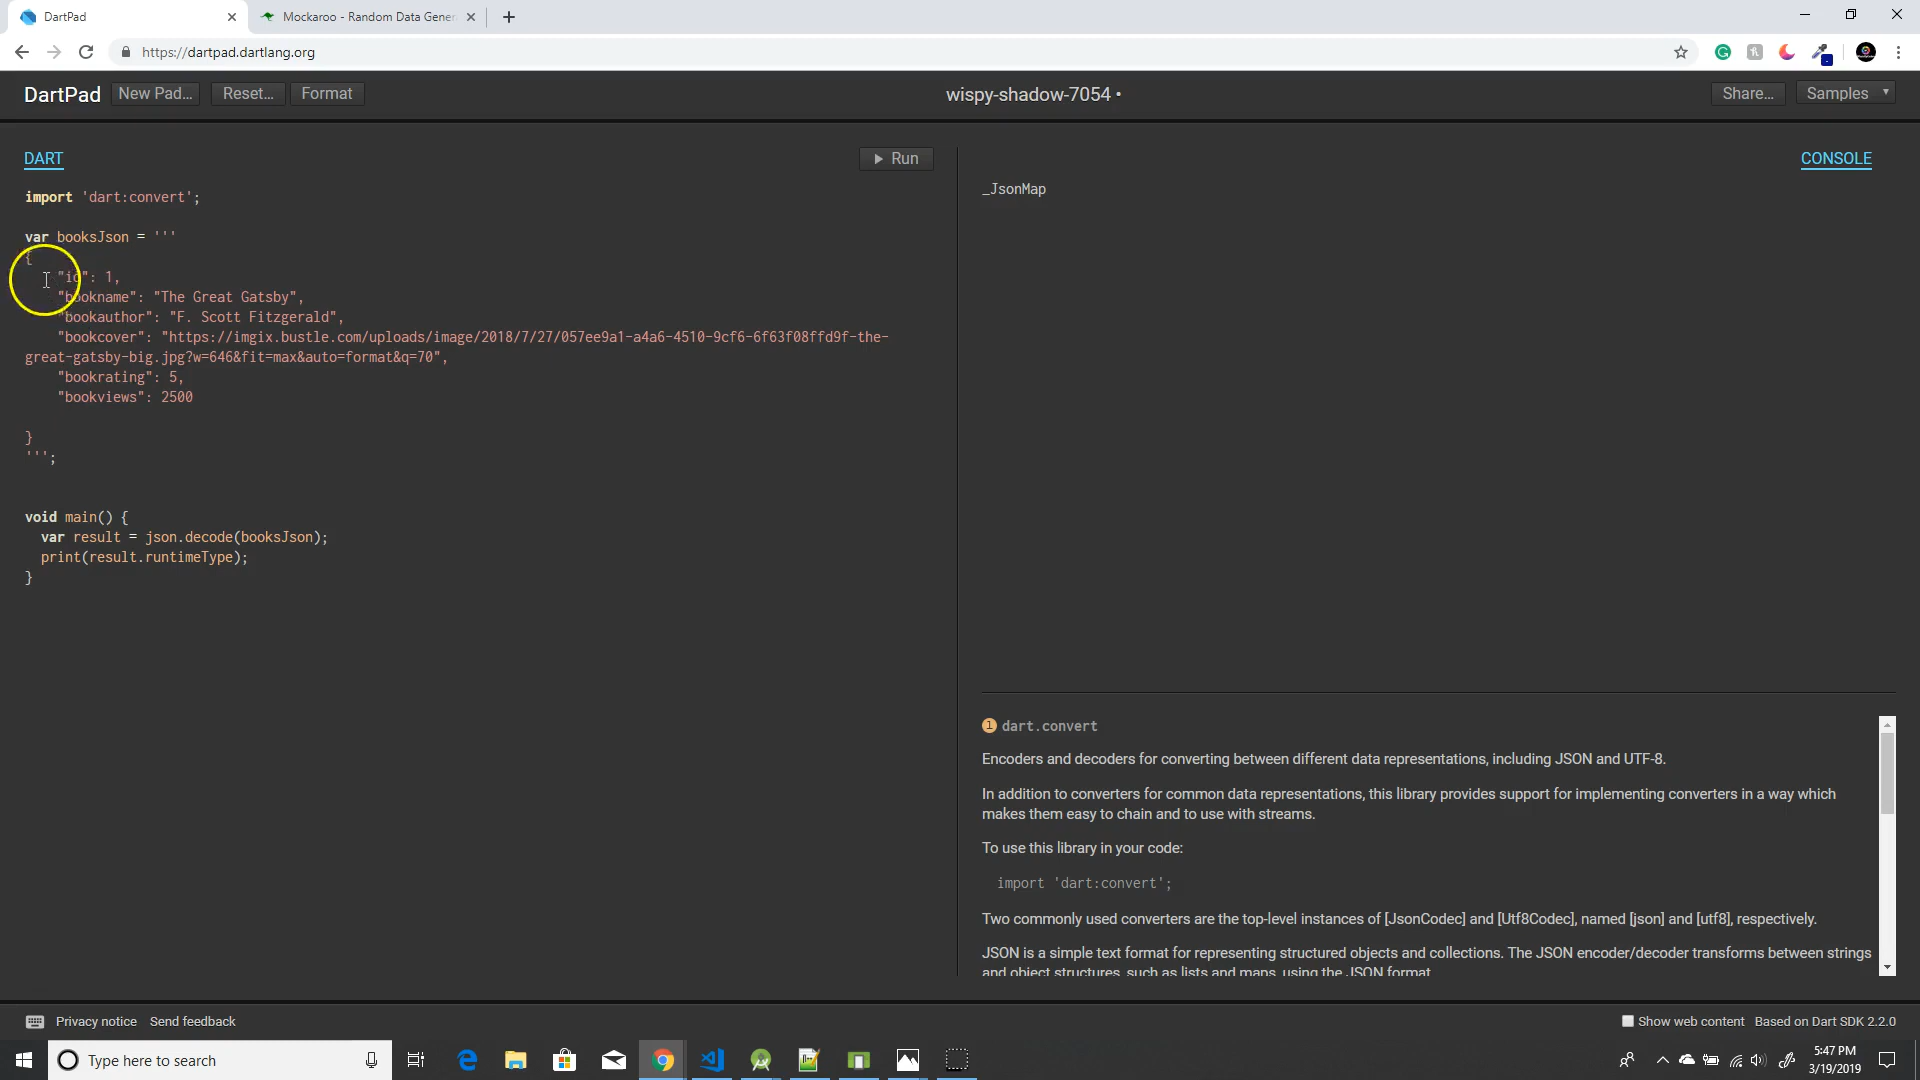 DartPad
Mockaroo - Random Data Gener
https://dartpad.dartlang.org
DartPad
New Pad...
Reset...
Format
wispy-shadow-7054 •
Share...
Samples
DART
Run
CONSOLE
import 'dart:convert';
var booksJson = '''
{
"id": 1,
"bookname": "The Great Gatsby",
"bookauthor": "F. Scott Fitzgerald",
"bookcover": "https://imgix.bustle.com/uploads/image/2018/7/27/057ee9a1-a4a6-4510-9cf6-6f63f08ffd9f-the-
great-gatsby-big.jpg?w=646&fit=max&auto=format&q=70",
"bookrating": 5,
"bookviews": 2500
}
''';
void main() {
var result = json.decode(booksJson);
print(result.runtimeType);
}
_JsonMap
1 dart.convert
Encoders and decoders for converting between different data representations, including JSON and UTF-8.
In addition to converters for common data representations, this library provides support for implementing converters in a way which
makes them easy to chain and to use with streams.
To use this library in your code:
import 'dart:convert';
Two commonly used converters are the top-level instances of [JsonCodec] and [Utf8Codec], named [json] and [utf8], respectively.
JSON is a simple text format for representing structured objects and collections. The JSON encoder/decoder transforms between strings
and object structures, such as lists and maps, using the JSON format.
Privacy notice
Send feedback
Show web content
Based on Dart SDK 2.2.0
Type here to search
5:47 PM
3/19/2019